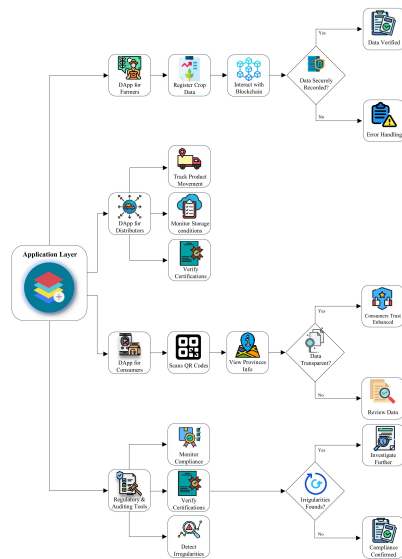 Yes
Data Verified
DApp for
Farmers
Register Crop
Data
Interact with
Blockchain
Data Securely
Recorded?
No
Error Handling
Track Product
Movement
DApp for
Distributors
Monitor Storage
conditions
Verify
Certifications
Application Layer
Yes
Consumers Trust
Enhanced
DApp for
Consumers
Scans QR Codes
View Provinces
Info
Data
Transparent?
No
Review Data
Monitor
Compliance
Yes
Investigate
Further
Regulatory &
Auditing Tools
Verify
Certifications
Irrigularities
Founds?
Detect
Irrigularities
No
Compliance
Confirmed